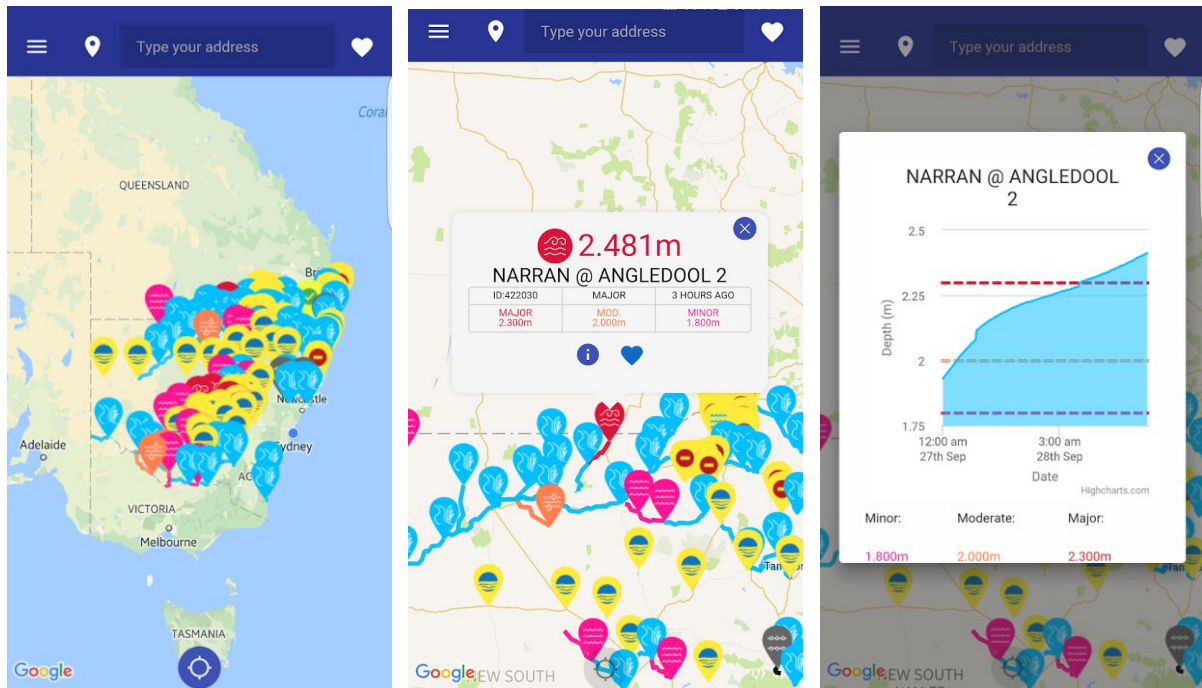 Type your address
Coral
QUEENSLAND
Bri
Newcastle
Sydney
Adelaide
AC
VICTORIA
Melbourne
TASMANIA
Google
Type your address
2.481m
NARRAN @ ANGLEDOOL 2
ID:422030 MAJOR 3 HOURS AGO
MAJOR MOD. MINOR
2.300m 2.000m 1.800m
i
Tam
Google EW SOUTH
Type your address
NARRAN @ ANGLEDOOL
2
2.5
2.25
Depth (m)
2
1.75
12:00 am 3:00 am
27th Sep 28th Sep
Date
Highcharts.com
Minor: Moderate: Major:
1.800m 2.000m 2.300m
Tam
Google EW SOUTH